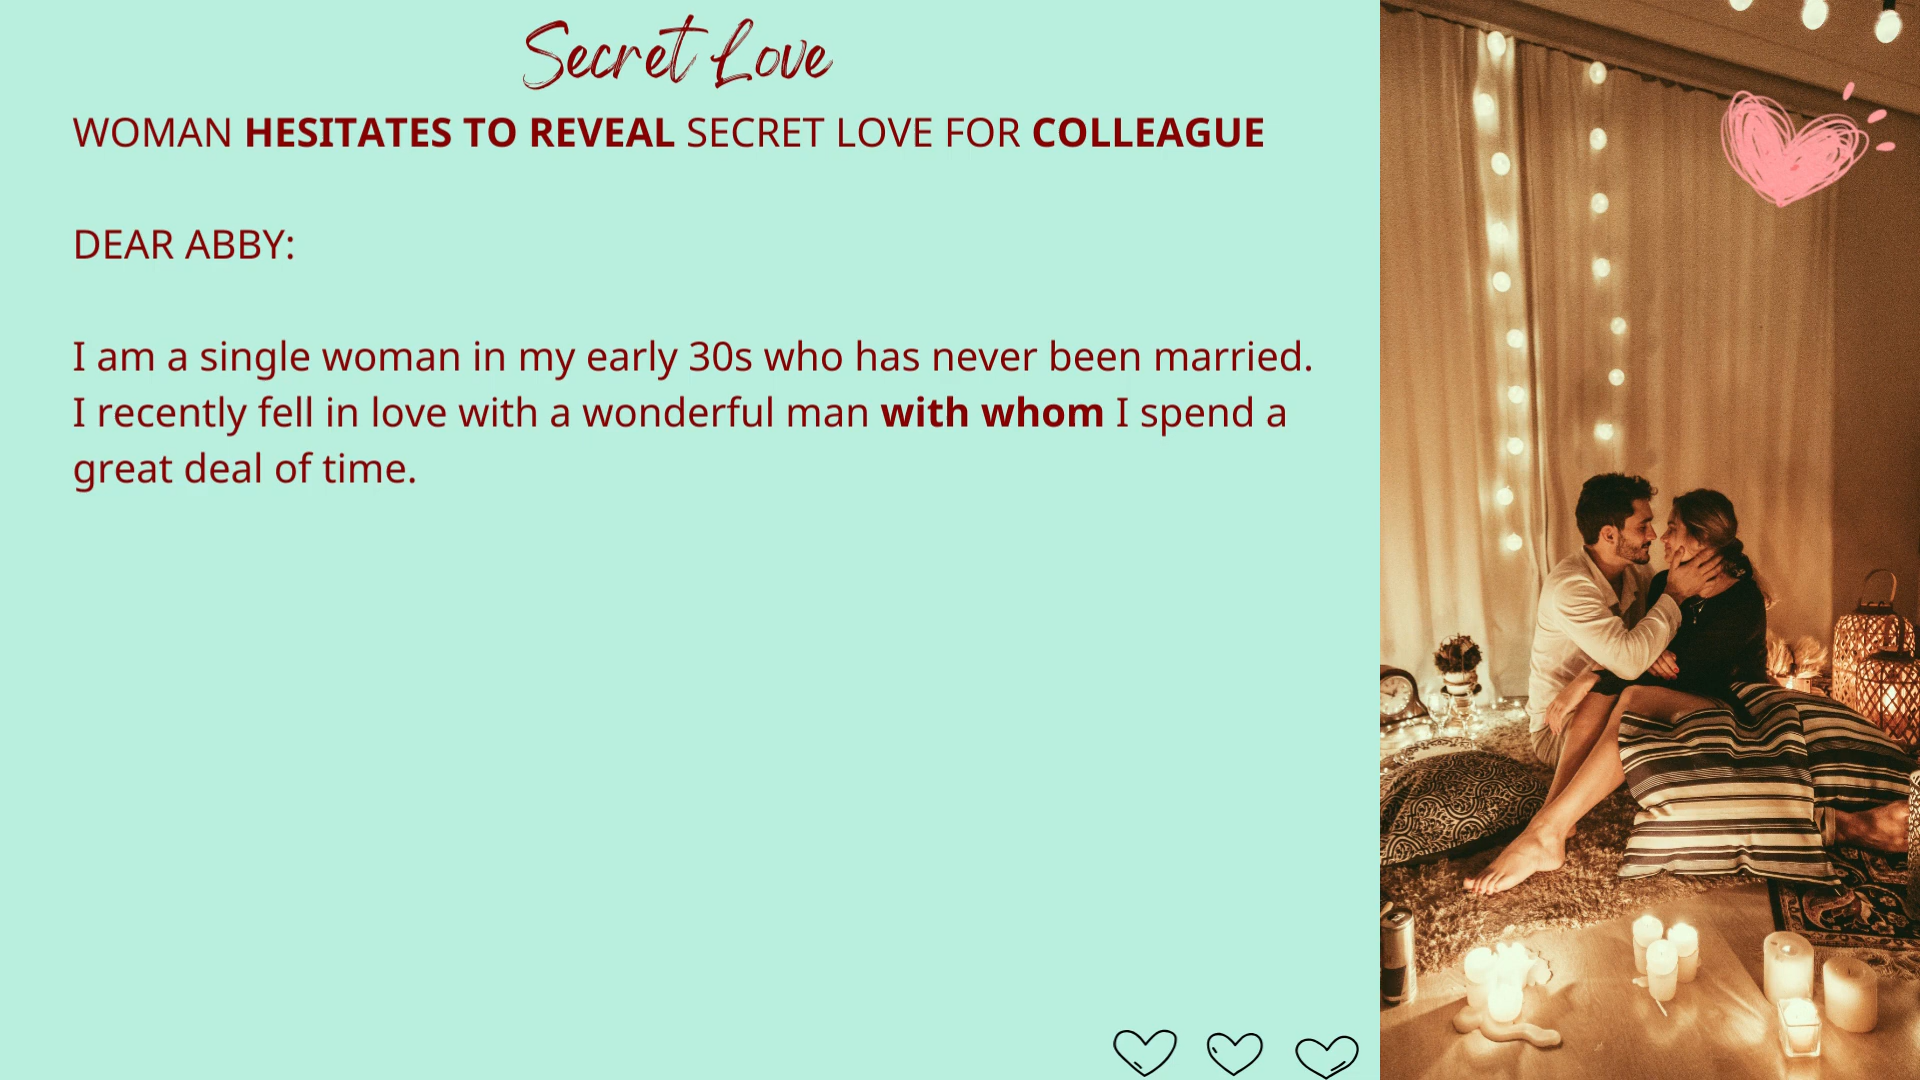 Secret Love
WOMAN HESITATES TO REVEAL SECRET LOVE FOR COLLEAGUE
DEAR ABBY:
I am a single woman in my early 30s who has never been married.
I recently fell in love with a wonderful man with whom I spend a
great deal of time.